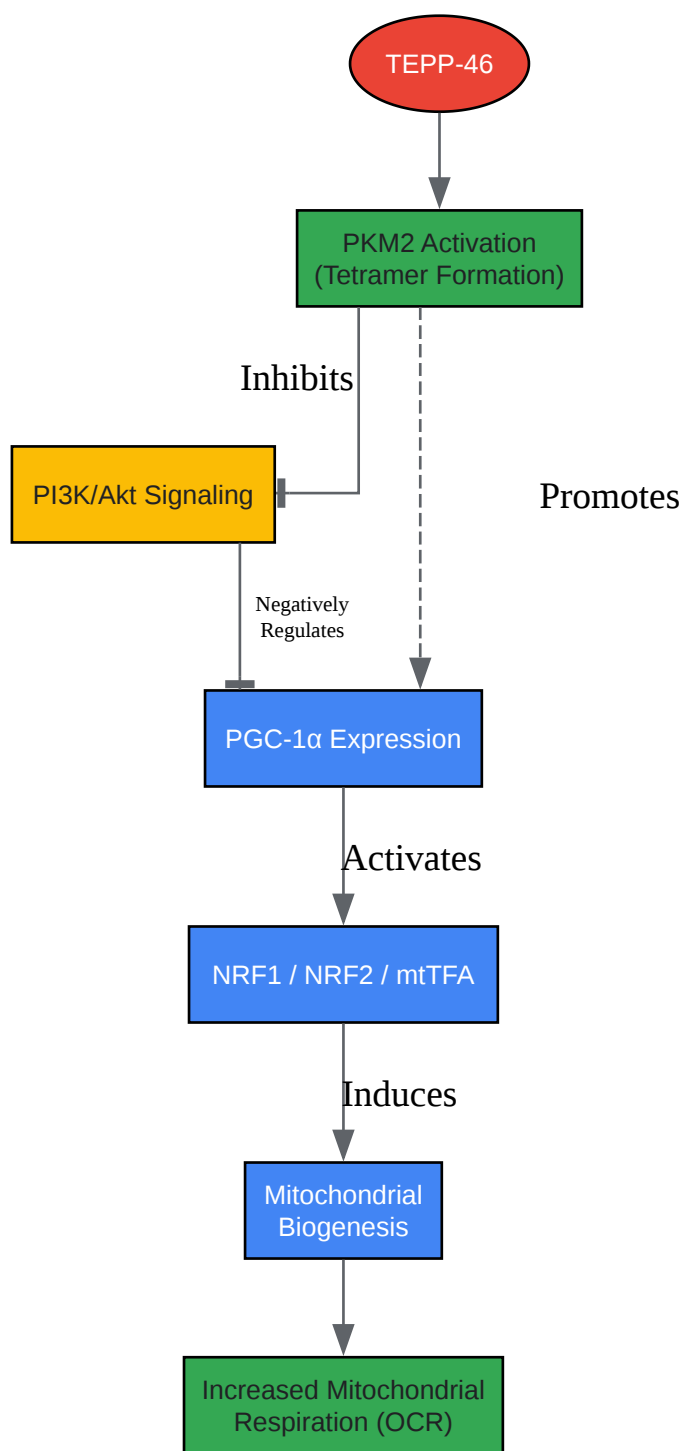 TEPP-46
PKM2 Activation
(Tetramer Formation)
Inhibits
PI3K/Akt Signaling
Promotes
Negatively
Regulates
PGC-1α Expression
Activates
NRF1 / NRF2 / mtTFA
Induces
Mitochondrial
Biogenesis
Increased Mitochondrial
Respiration (OCR)